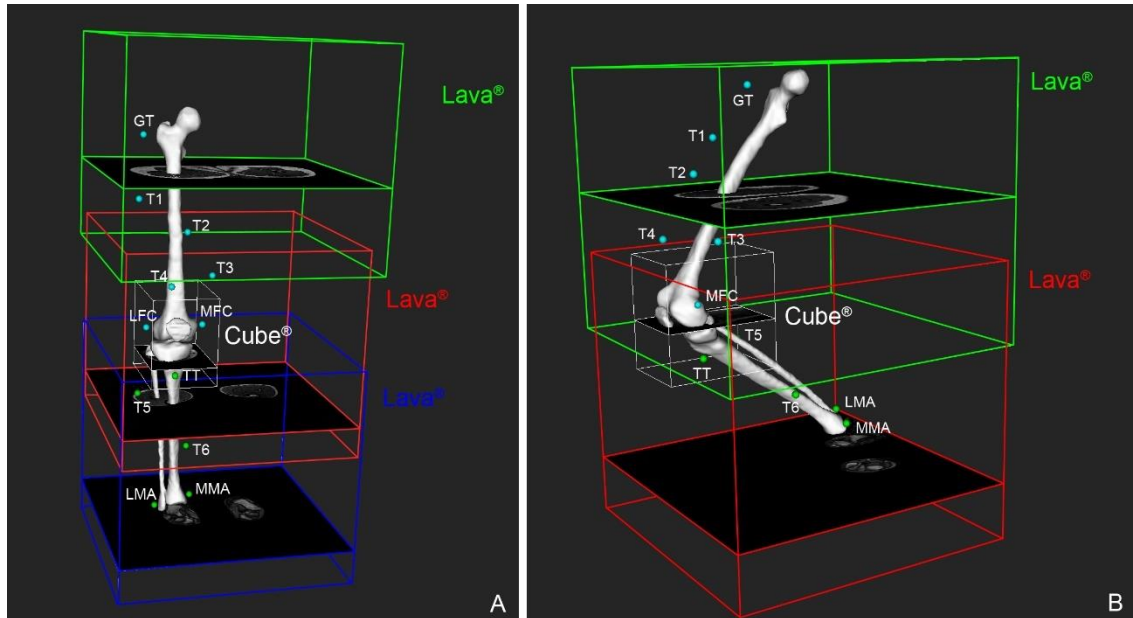 Lava®
GT
T1
T2
T3
T4
Lava®
LFC
MFC
Cube®
TT
T5
Lava®
T6
LMA
MMA
A
Lava®
GT
T1
T2
T4
T3
Lava®
MFC
Cube®
T5
TT
T6
LMA
MMA
B